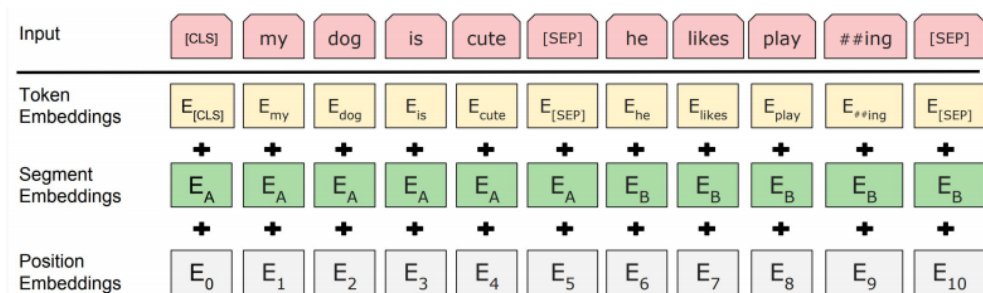 Input [CLS] my dog is cute [SEP] he likes play ##ing [SEP]
Token Embeddings E[CLS] Emy Edog Eis Ecute E[SEP] Ehe Elikes Eplay E##ing E[SEP]
+ + + + + + + + + + +
Segment Embeddings EA EA EA EA EA EA EB EB EB EB EB
+ + + + + + + + + + +
Position Embeddings E0 E1 E2 E3 E4 E5 E6 E7 E8 E9 E10